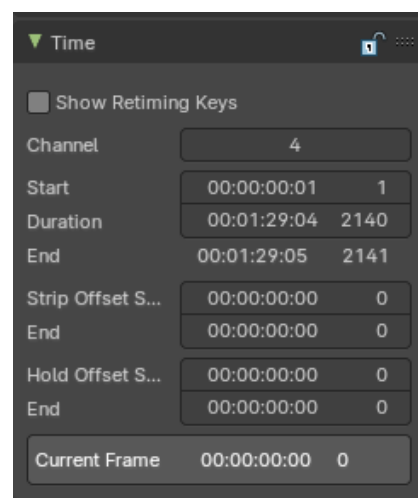 Time
Show Retiming Keys
Channel 4
Start 00:00:00:01 1
Duration 00:01:29:04 2140
End 00:01:29:05 2141
Strip Offset S... 00:00:00:00 0
End 00:00:00:00 0
Hold Offset S... 00:00:00:00 0
End 00:00:00:00 0
Current Frame 00:00:00:00 0